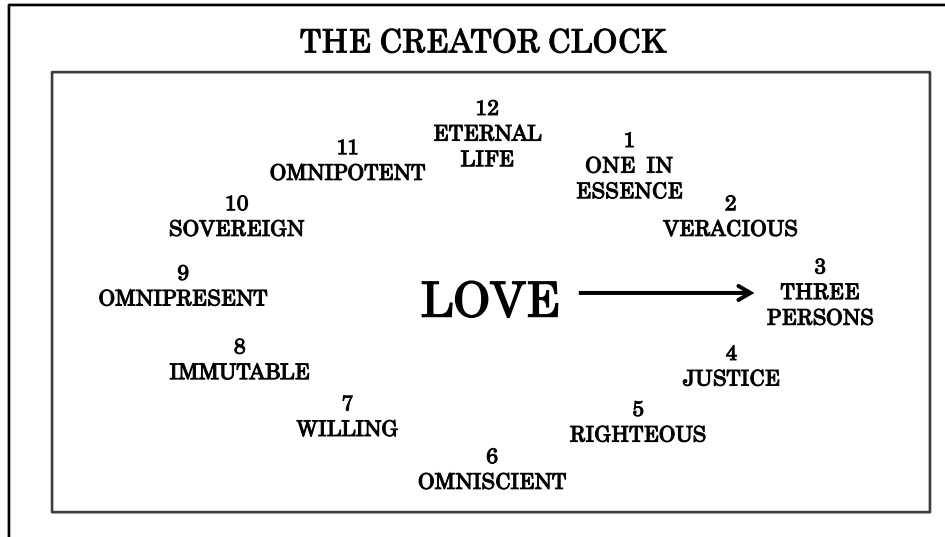 THE CREATOR CLOCK
12
ETERNAL
LIFE
1
ONE IN
ESSENCE
2
VERACIOUS
3
THREE
PERSONS
4
JUSTICE
5
RIGHTEOUS
6
OMNISCIENT
7
WILLING
8
IMMUTABLE
9
OMNIPRESENT
10
SOVEREIGN
11
OMNIPOTENT
LOVE